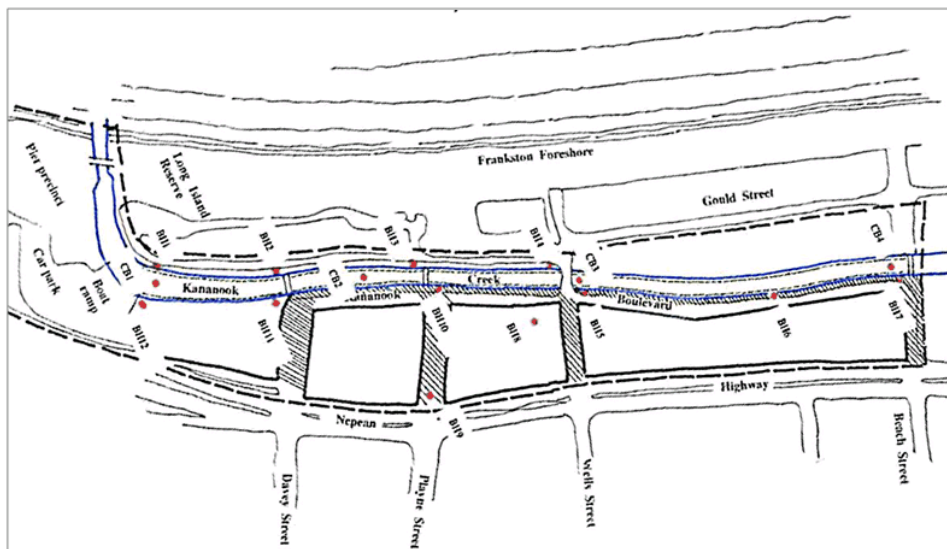 Frankston Foreshore
Pier precinct
Long Island
Reserve
Gould Street
BH1
BH2
BH3
BH4
CB1
CB2
CB3
CB4
Kananook
Creek
Kananook
Boulevard
Car park
Boat
ramp
BH12
BH11
BH10
BH8
BH5
BH6
BH7
Highway
Nepean
BH9
Davey Street
Playne Street
Wells Street
Beach Street